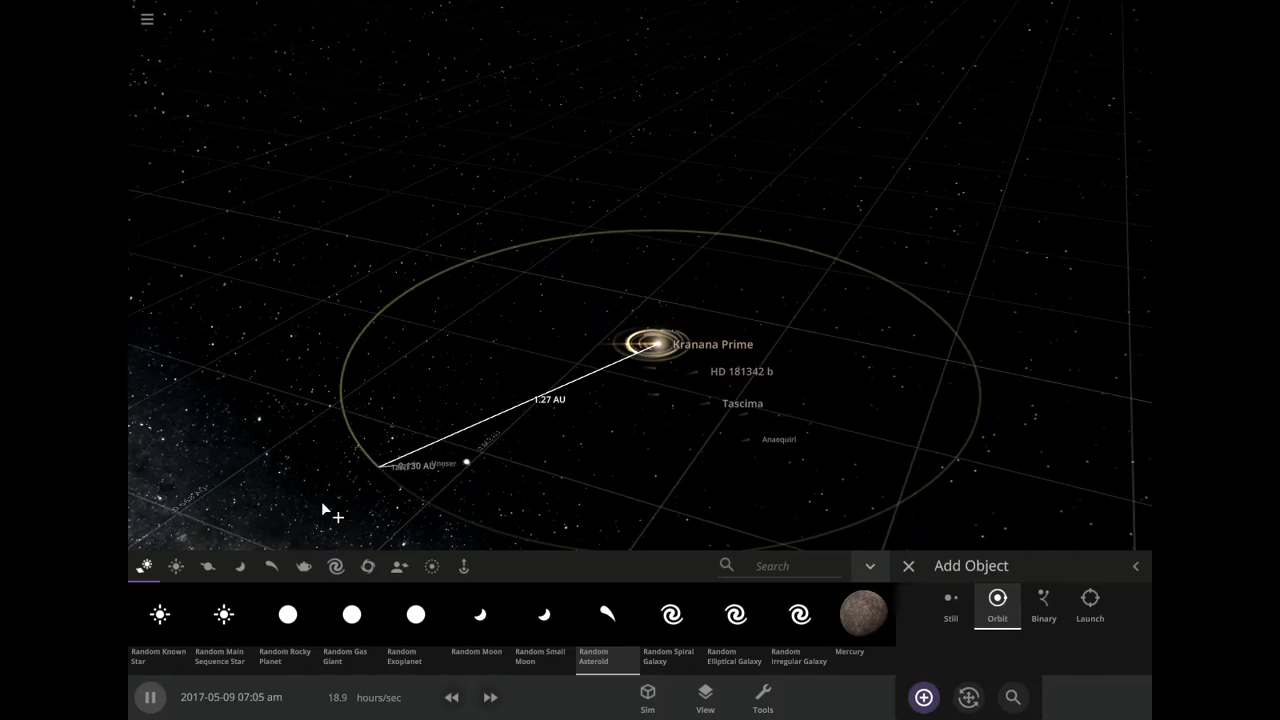 Kranana Prime
HD 181342 b
1.27 AU
Tascima
Anaequiri
0.130 AU
Search
Add Object
Still
Orbit
Binary
Launch
Random Known
Star
Random Main
Sequence Star
Random Rocky
Planet
Random Gas
Giant
Random
Exoplanet
Random Moon
Random Small
Moon
Random
Asteroid
Random Spiral
Galaxy
Random
Elliptical Galaxy
Random
Irregular Galaxy
Mercury
2017-05-09 07:05 am
18.9 hours/sec
Sim
View
Tools